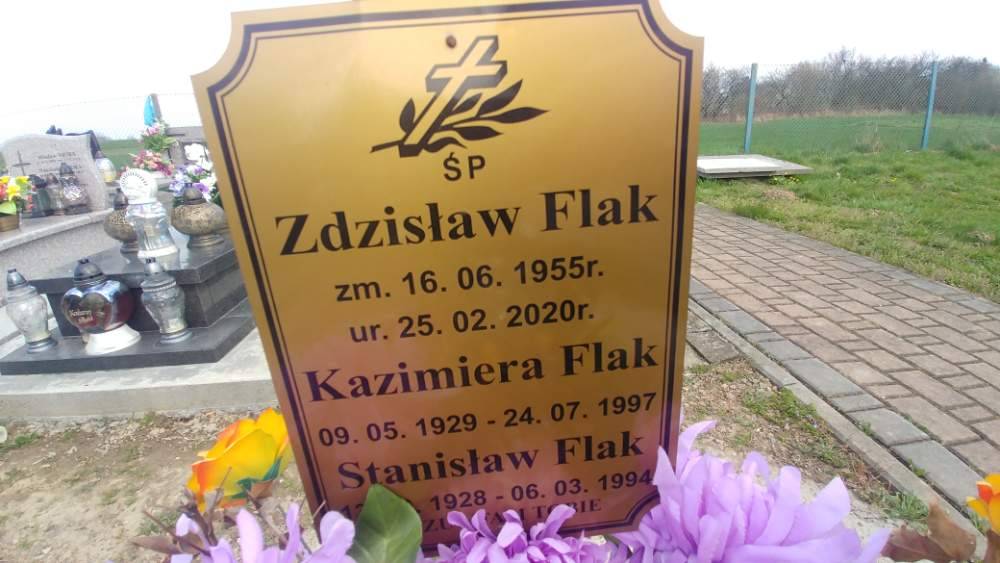 ŚP
Zdzisław Flak
zm. 16. 06. 1955r.
ur. 25. 02. 2020r.
Kazimiera Flak
09. 05. 1929 - 24. 07. 1997
Stanisław Flak
1928 - 06. 03. 1994
TOBIE